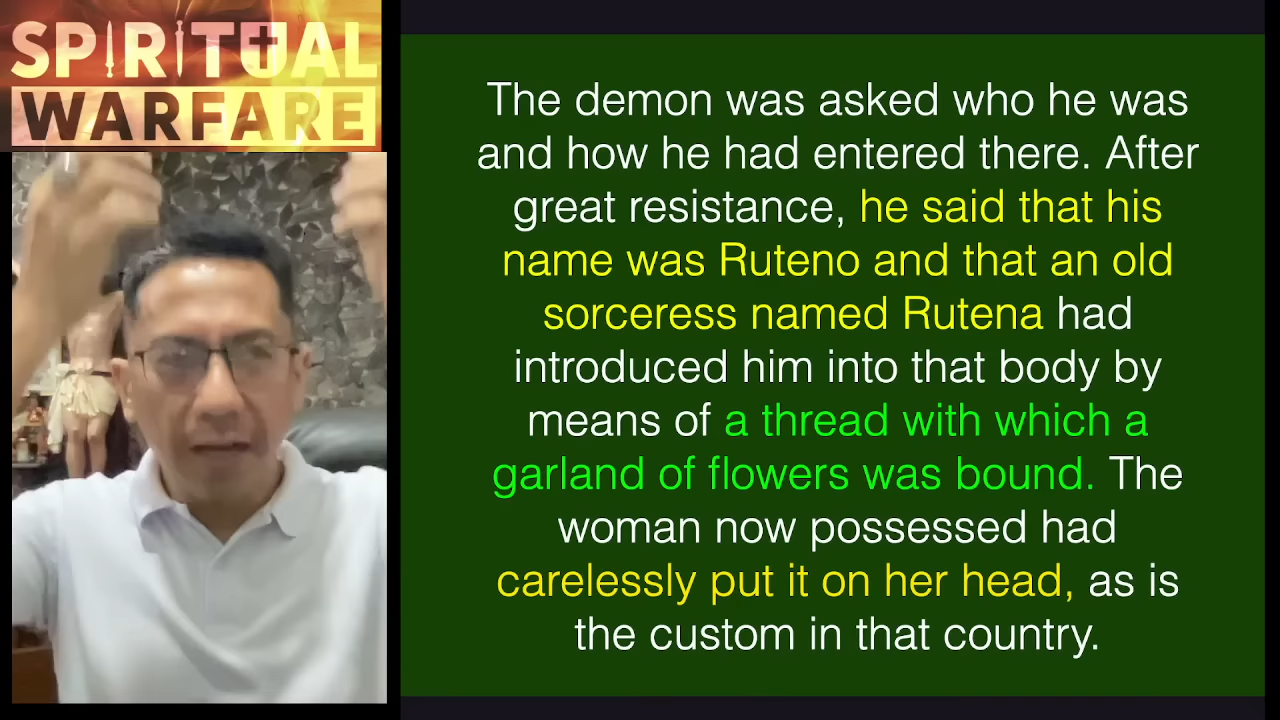 SPIRITUAL
WARFARE
The demon was asked who he was
and how he had entered there. After
great resistance, he said that his
name was Ruteno and that an old
sorceress named Rutena had
introduced him into that body by
means of a thread with which a
garland of flowers was bound. The
woman now possessed had
carelessly put it on her head, as is
the custom in that country.